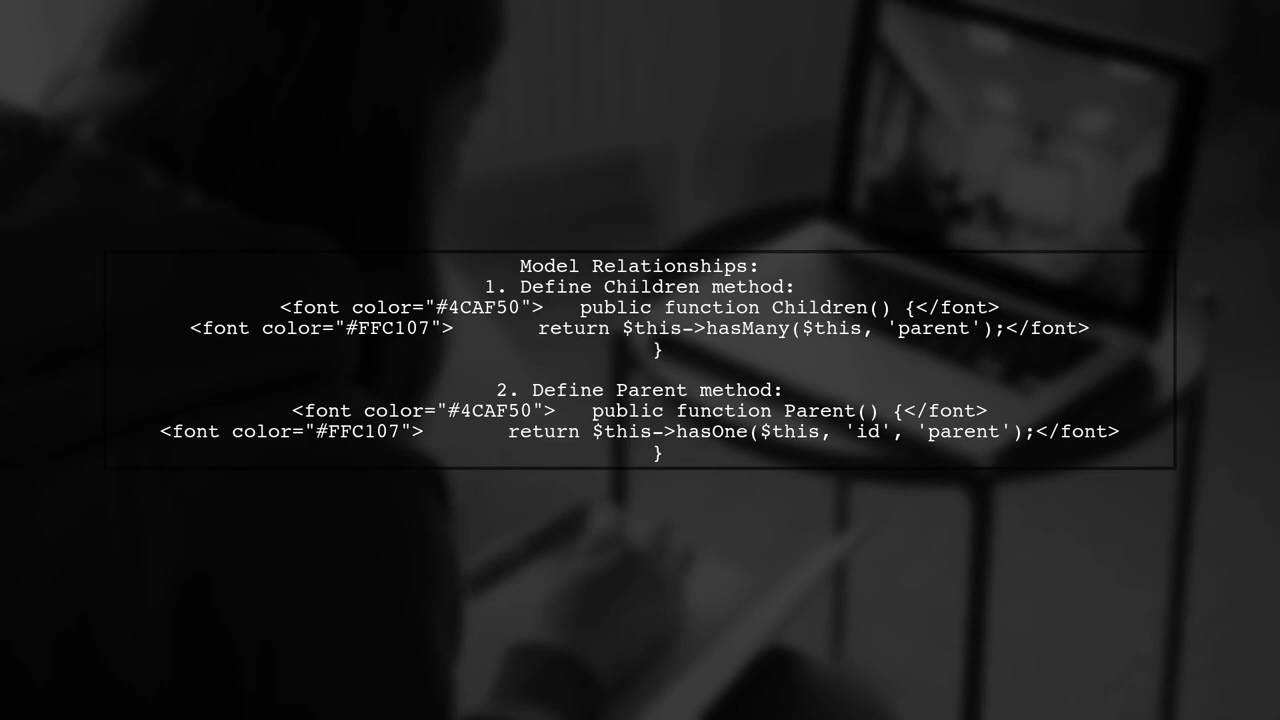 Model Relationships:
1. Define Children method:
<font color="#4CAF50">   public function Children() {</font>
<font color="#FFC107">       return $this->hasMany($this, 'parent');</font>
}
2. Define Parent method:
<font color="#4CAF50">   public function Parent() {</font>
<font color="#FFC107">       return $this->hasOne($this, 'id', 'parent');</font>
}